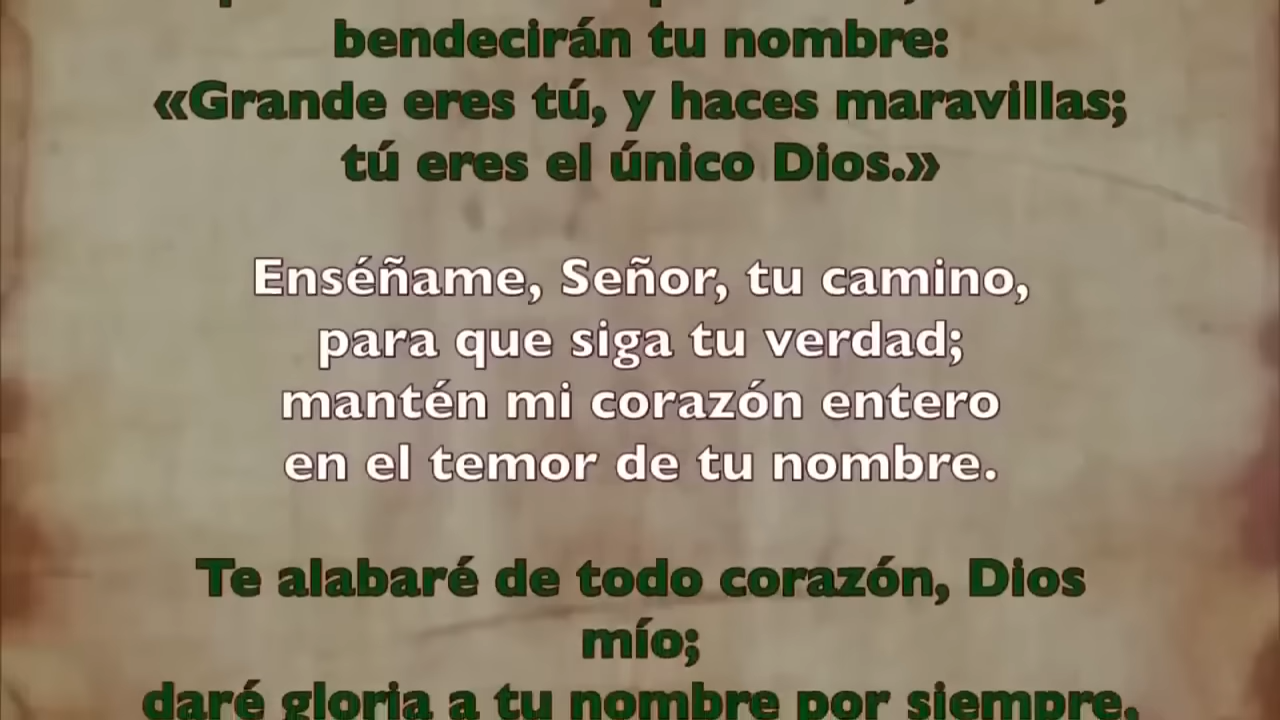 bendecirán tu nombre:
«Grande eres tú, y haces maravillas;
tú eres el único Dios.»
Enséñame, Señor, tu camino,
para que siga tu verdad;
mantén mi corazón entero
en el temor de tu nombre.
Te alabaré de todo corazón, Dios
mío;
daré gloria a tu nombre por siempre,